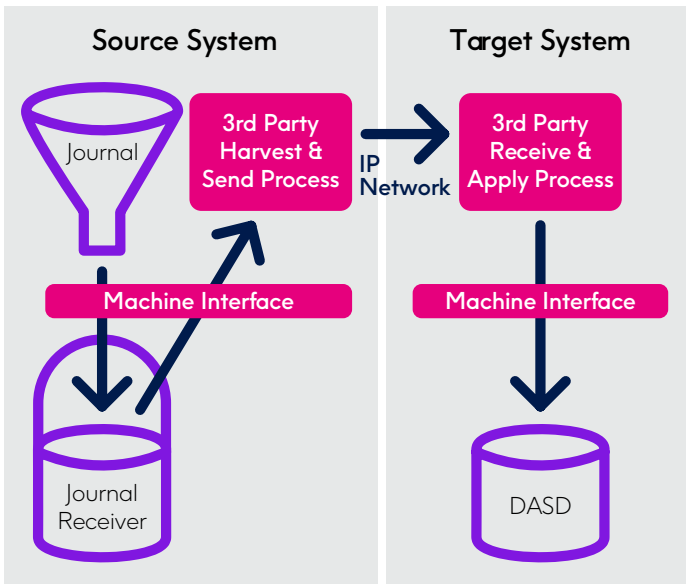 Source System
Journal
3rd Party
Harvest &
Send Process
IP
Network
Machine Interface
Journal
Receiver
Target System
3rd Party
Receive &
Apply Process
Machine Interface
DASD